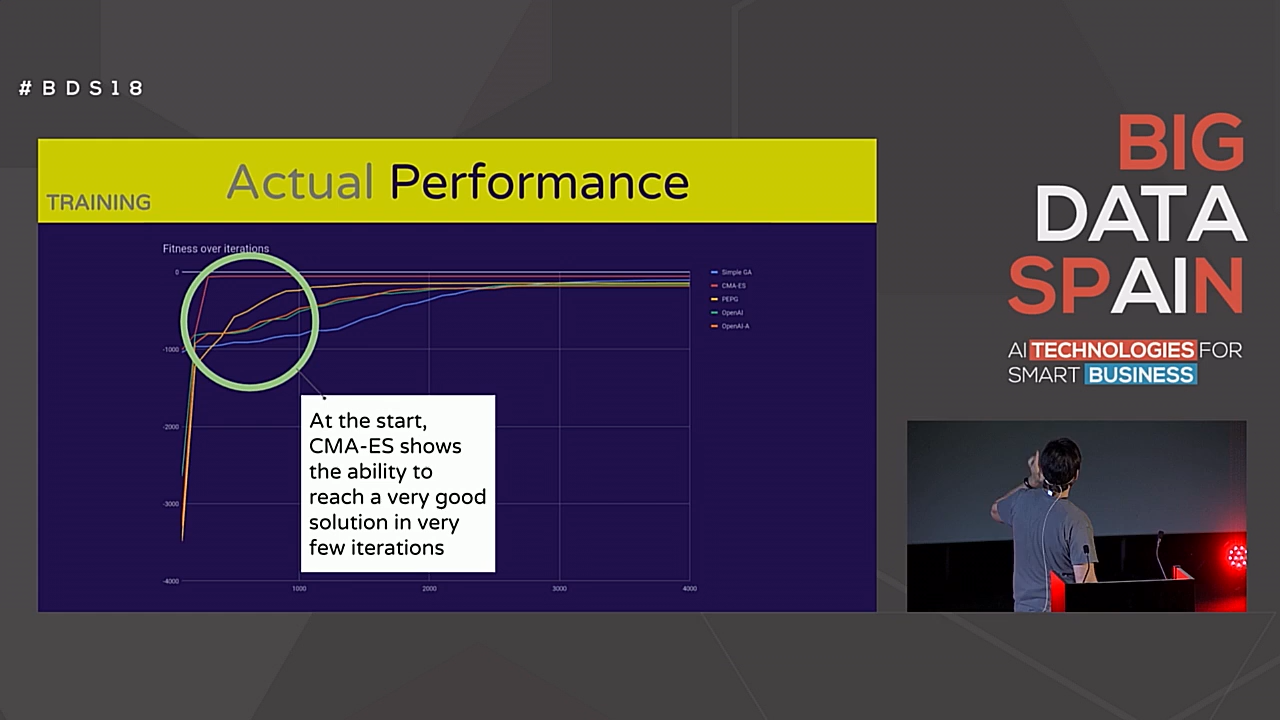 #BDS18
TRAINING
Actual Performance
Fitness over iterations
0
-1000
-2000
-3000
-4000
1000
2000
3000
4000
Simple GA
CMA-ES
PEPG
OpenAI
OpenAI-A
At the start,
CMA-ES shows
the ability to
reach a very good
solution in very
few iterations
BIG
DATA
SPAIN
AI TECHNOLOGIES FOR
SMART BUSINESS